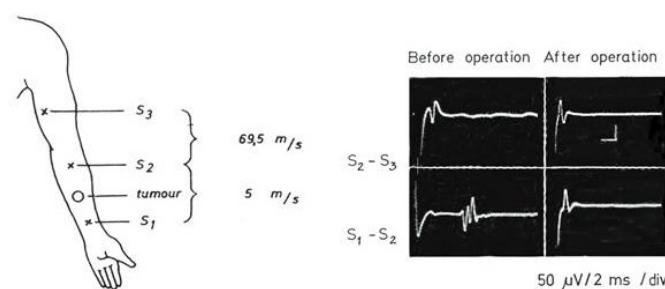 S3
S2
tumour
S1
69,5 m/s
5 m/s
Before operation After operation
S2 – S3
S1 – S2
50 µV/2 ms /div